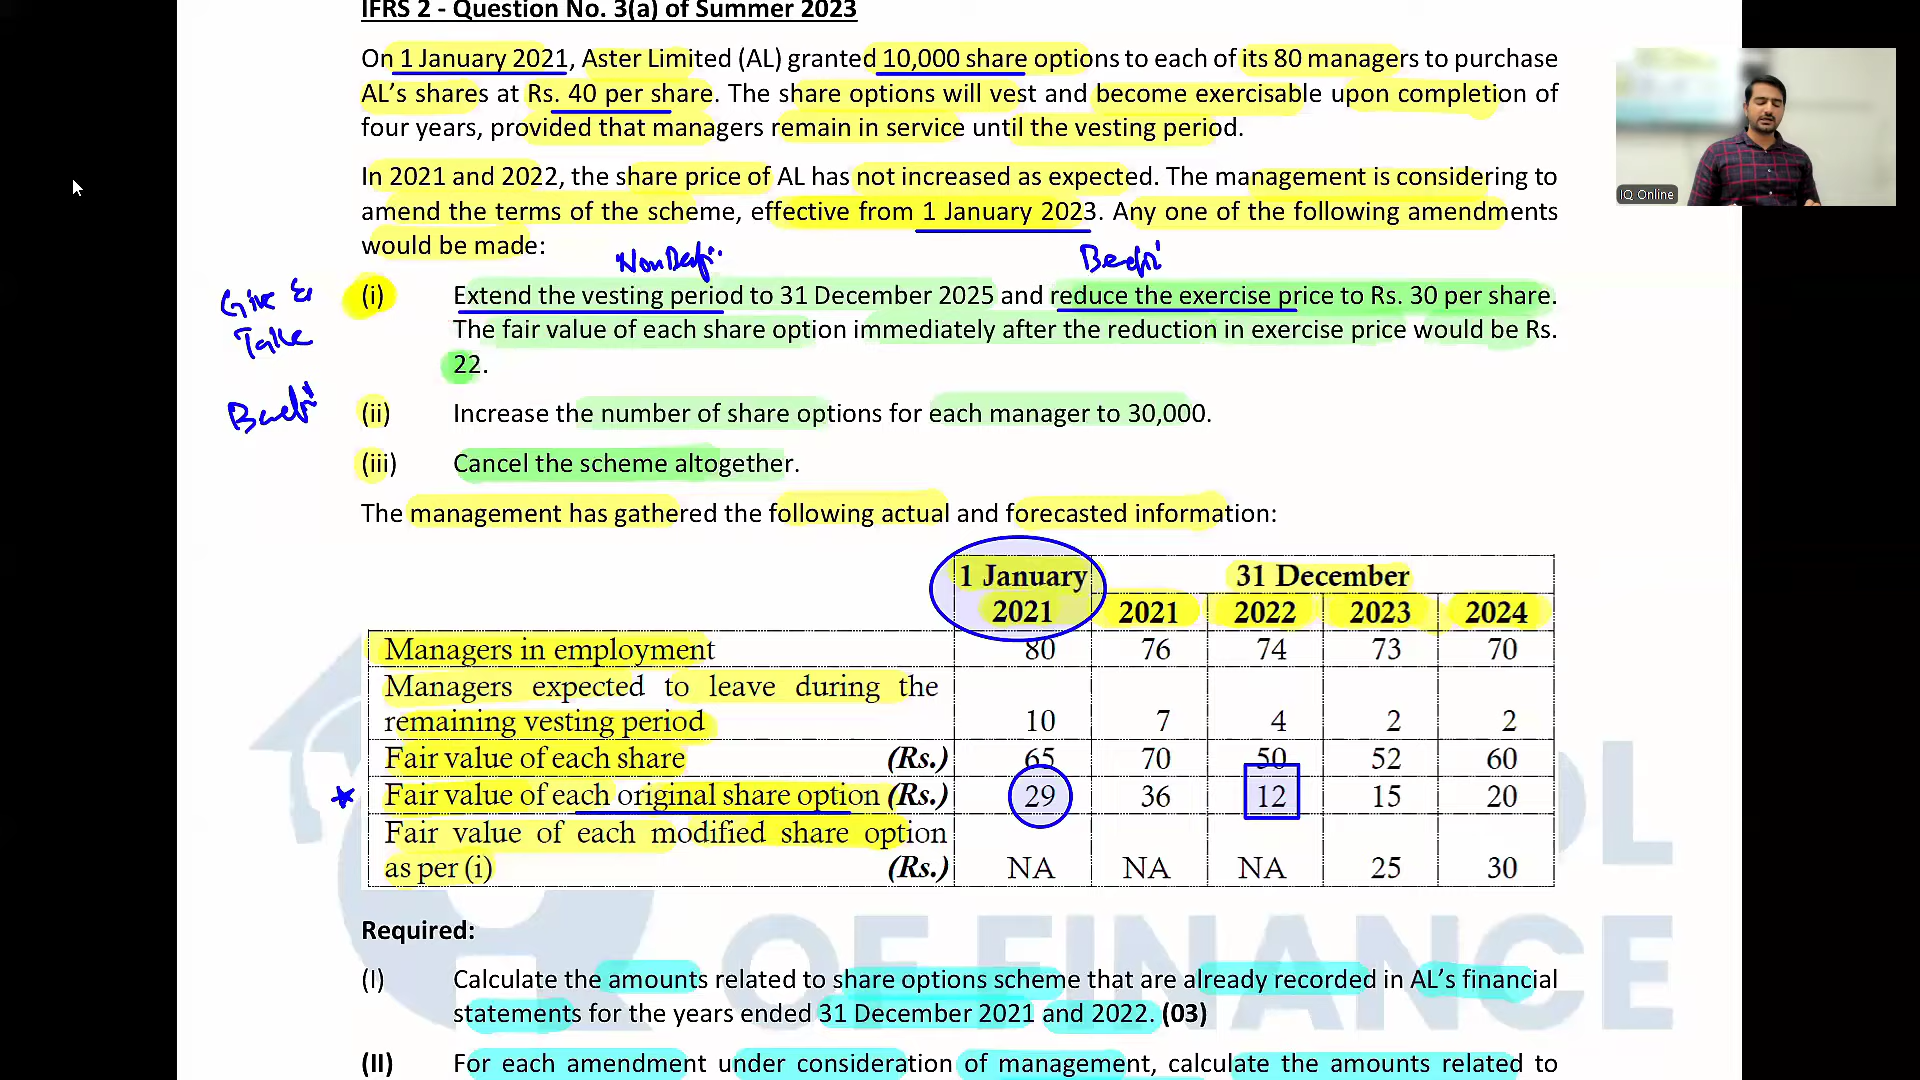 IFRS 2 - Question No. 3(a) of Summer 2023
On 1 January 2021, Aster Limited (AL) granted 10,000 share options to each of its 80 managers to purchase
AL's shares at Rs. 40 per share. The share options will vest and become exercisable upon completion of
four years, provided that managers remain in service until the vesting period.
In 2021 and 2022, the share price of AL has not increased as expected. The management is considering to
amend the terms of the scheme, effective from 1 January 2023. Any one of the following amendments
would be made:
Give &
Take
(i) Extend the vesting period to 31 December 2025 and reduce the exercise price to Rs. 30 per share.
The fair value of each share option immediately after the reduction in exercise price would be Rs.
22.
(ii) Increase the number of share options for each manager to 30,000.
(iii) Cancel the scheme altogether.
The management has gathered the following actual and forecasted information:
1 January 2021 31 December
2021 2022 2023 2024
Managers in employment 80 76 74 73 70
Managers expected to leave during the
remaining vesting period 10 7 4 2 2
Fair value of each share (Rs.) 65 70 50 52 60
Fair value of each original share option (Rs.) 29 36 12 15 20
Fair value of each modified share option
as per (i) (Rs.) NA NA NA 25 30
OF FINANCE
Required:
(I) Calculate the amounts related to share options scheme that are already recorded in AL's financial
statements for the years ended 31 December 2021 and 2022. (03)
(II) For each amendment under consideration of management, calculate the amounts related to
IQ Online